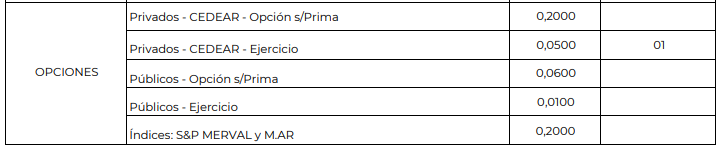 Privados - CEDEAR - Opción s/Prima 0,2000
Privados - CEDEAR - Ejercicio 0,0500 01
OPCIONES
Públicos - Opción s/Prima 0,0600
Públicos - Ejercicio 0,0100
Índices: S&P MERVAL y M.AR 0,2000